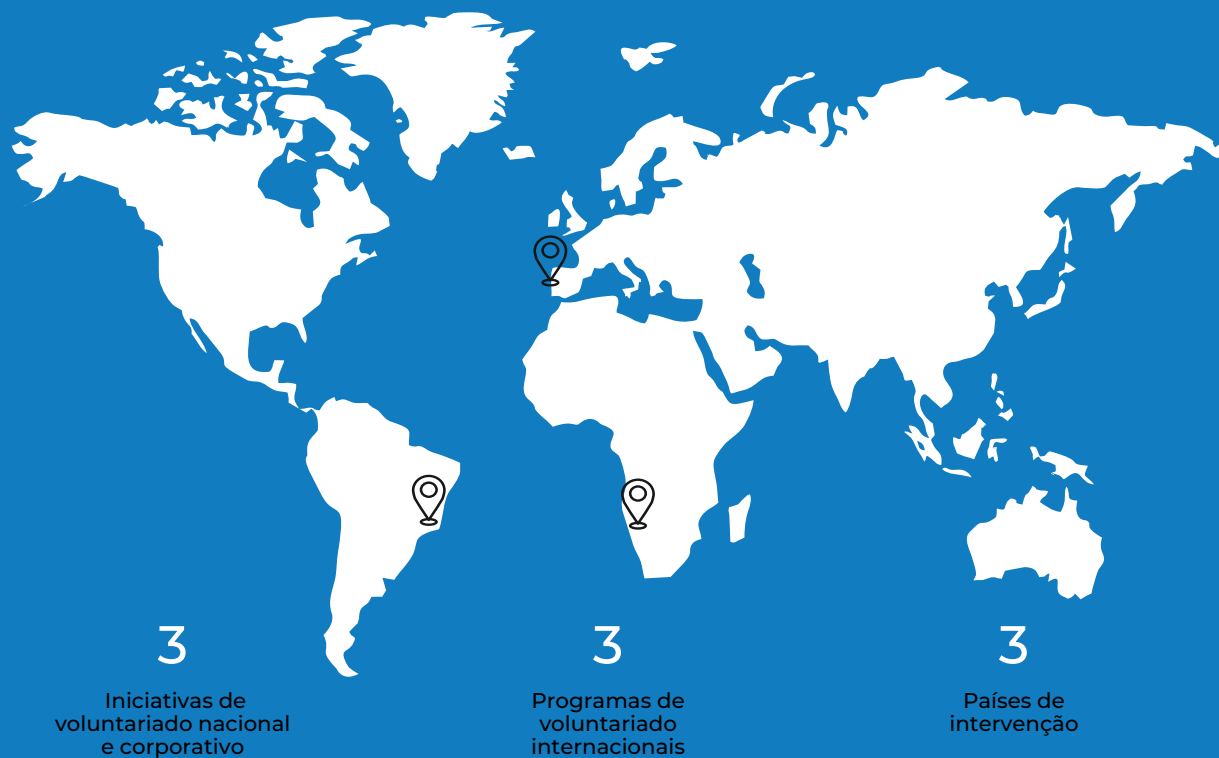 3
Iniciativas de
voluntariado nacional
e corporativo
3
Programas de
voluntariado
internacionais
3
Países de
intervenção